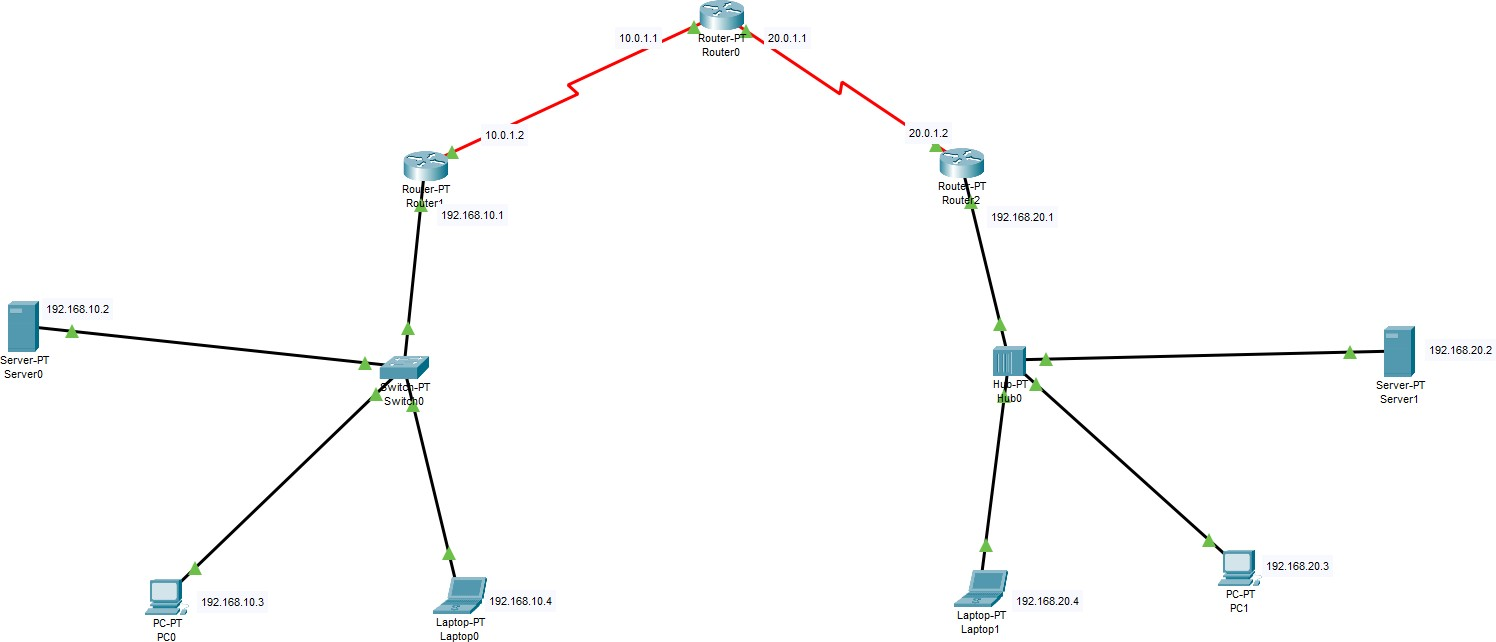 Router-PT
Router0
10.0.1.1
20.0.1.1
10.0.1.2
20.0.1.2
Router-PT
Router1
192.168.10.1
Router-PT
Router2
192.168.20.1
192.168.10.2
Server-PT
Server0
Switch-PT
Switch0
Hub-PT
Hub0
192.168.20.2
Server-PT
Server1
192.168.10.3
PC-PT
PC0
192.168.10.4
Laptop-PT
Laptop0
192.168.20.4
Laptop-PT
Laptop1
192.168.20.3
PC-PT
PC1